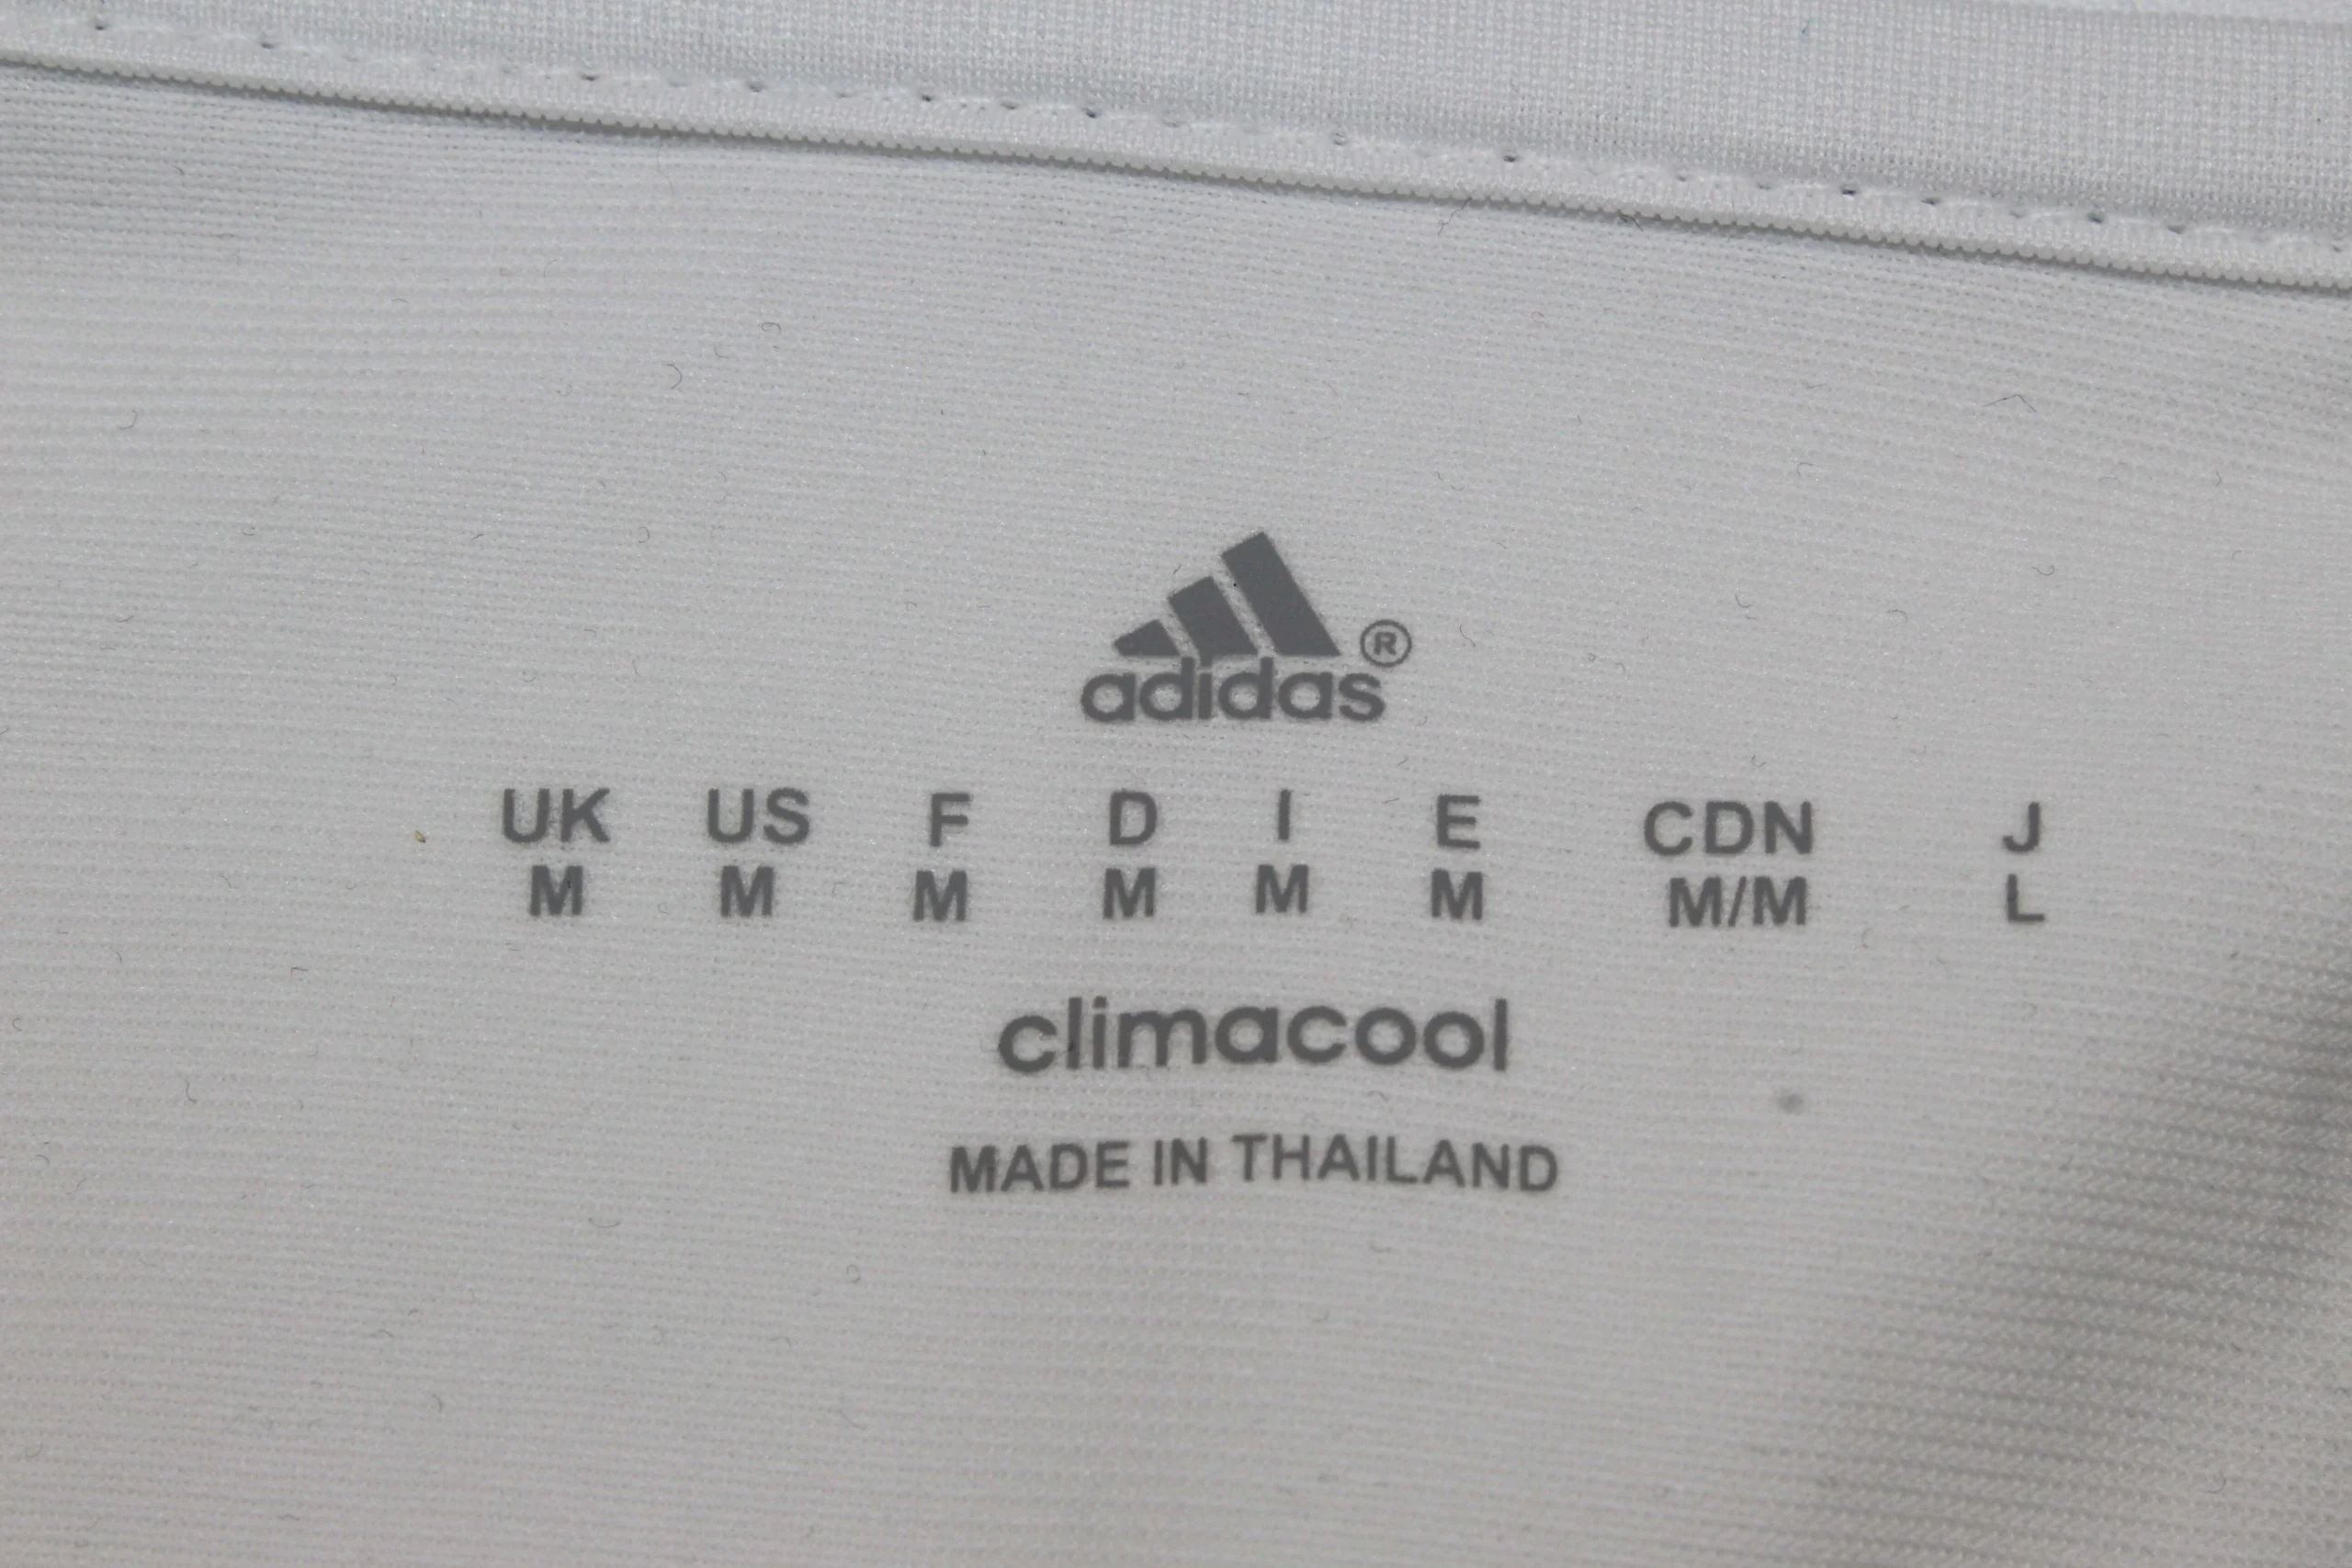 adidas®
UK US F D I E CDN J
M M M M M M M/M L
climacool
MADE IN THAILAND